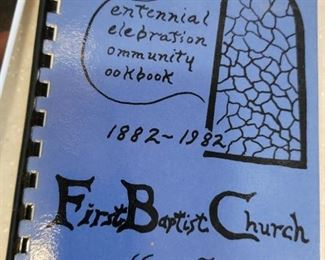 entennial
elebration
ommunity
ookbook
1882~1982
First Baptist Church